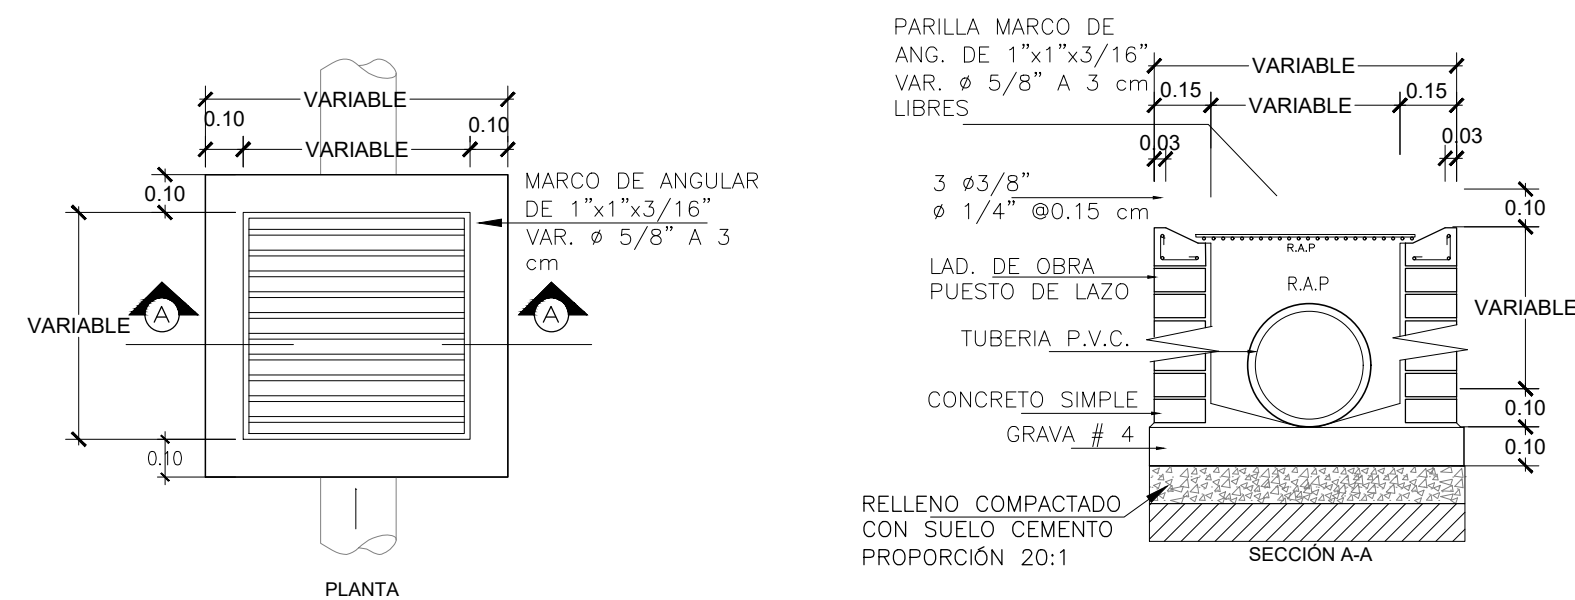 VARIABLE
0.10
0.10
VARIABLE
0.10
MARCO DE ANGULAR
DE 1”x1”x3/16”
VAR. ø 5/8” A 3
cm
VARIABLE
A
A
0.10
PLANTA
PARILLA MARCO DE
ANG. DE 1”x1”x3/16”
VAR. ø 5/8” A 3 cm
LIBRES
VARIABLE
0.15
VARIABLE
0.15
0.03
0.03
3 ø3/8”
ø 1/4” @0.15 cm
0.10
R.A.P
LAD. DE OBRA
PUESTO DE LAZO
R.A.P
VARIABLE
TUBERIA P.V.C.
CONCRETO SIMPLE
0.10
GRAVA # 4
0.10
RELLENO COMPACTADO
CON SUELO CEMENTO
PROPORCIÓN 20:1
SECCIÓN A-A